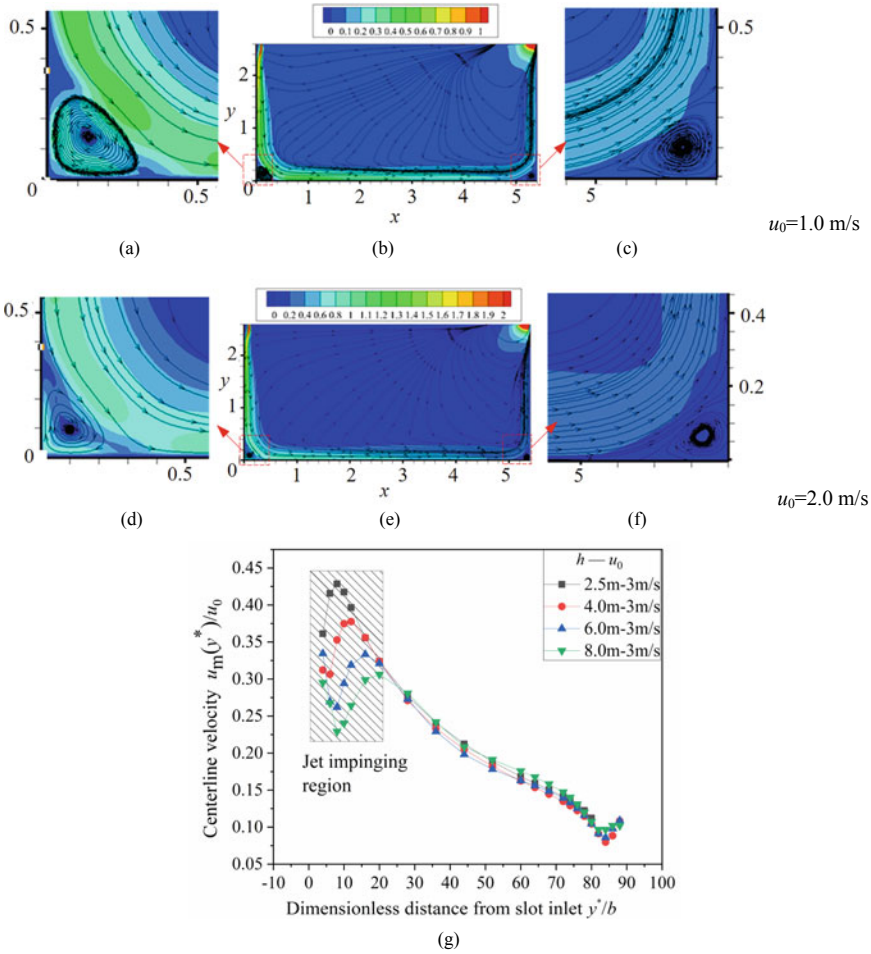 0.5
0
0.5
0 0.1 0.2 0.3 0.4 0.5 0.6 0.7 0.8 0.9 1
2
y
1
0
1 2 3 4 5
x
0.5
0
5
u0=1.0 m/s
(a) (b) (c)
0.5
0
0.5
0 0.2 0.4 0.6 0.8 1 1.1 1.3 1.4 1.5 1.6 1.7 1.8 1.9 2
2
y
1
0
1 2 3 4 5
x
0.4
0.2
0
5
u0=2.0 m/s
(d) (e) (f)
Centerline velocity um(y*)/u0
0.45
0.40
0.35
0.30
0.25
0.20
0.15
0.10
0.05
h — u0
2.5m-3m/s
4.0m-3m/s
6.0m-3m/s
8.0m-3m/s
Jet impinging
region
-10 0 10 20 30 40 50 60 70 80 90 100
Dimensionless distance from slot inlet y*/b
(g)